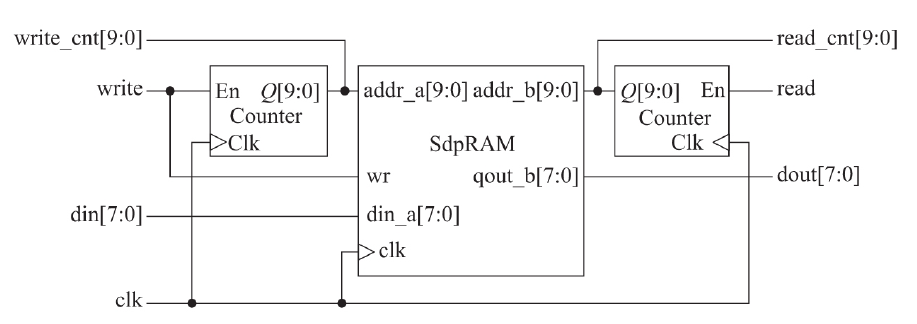 write_cnt[9:0]
read_cnt[9:0]
write
En Q[9:0]
Counter
Clk
addr_a[9:0] addr_b[9:0]
SdpRAM
wr
qout_b[7:0]
din_a[7:0]
clk
Q[9:0] En
Counter
Clk
read
dout[7:0]
din[7:0]
clk